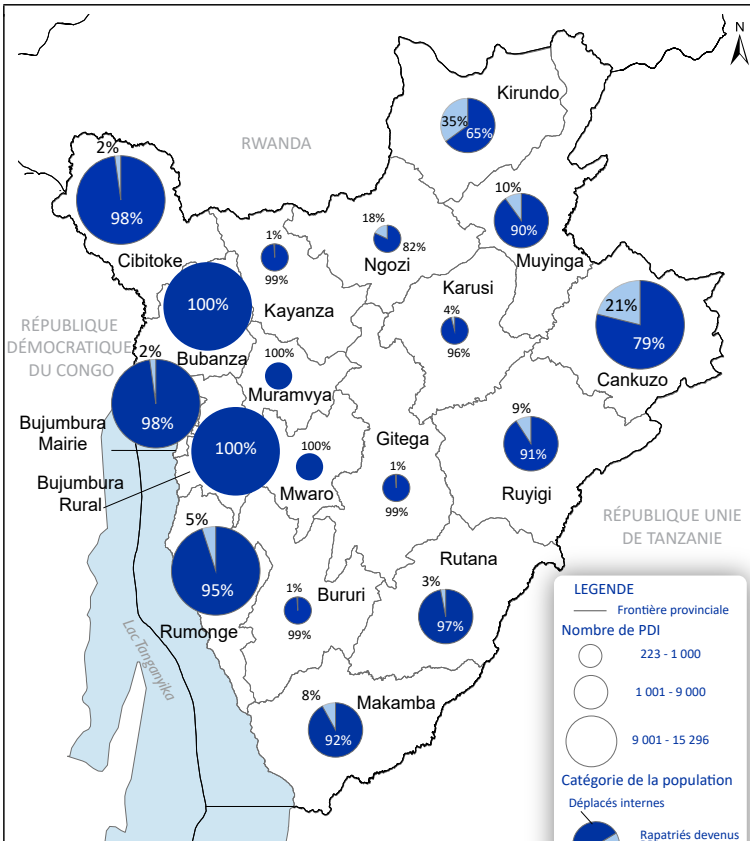 N
Kirundo
35%
65%
RWANDA
2%
98%
Cibitoke
10%
90%
Muyinga
18%
82%
Ngozi
1%
99%
Kayanza
Karusi
4%
96%
21%
79%
Cankuzo
100%
Bubanza
RÉPUBLIQUE
DÉMOCRATIQUE
DU CONGO
2%
98%
Bujumbura
Mairie
100%
Muramvya
100%
Bujumbura
Rural
100%
Mwaro
Gitega
1%
99%
9%
91%
Ruyigi
RÉPUBLIQUE UNIE
DE TANZANIE
5%
95%
Rumonge
1%
99%
Bururi
Rutana
3%
97%
Lac Tanganyika
8%
92%
Makamba
LEGENDE
Frontière provinciale
Nombre de PDI
223 - 1 000
1 001 - 9 000
9 001 - 15 296
Catégorie de la population
Déplacés internes
Rapatriés devenus